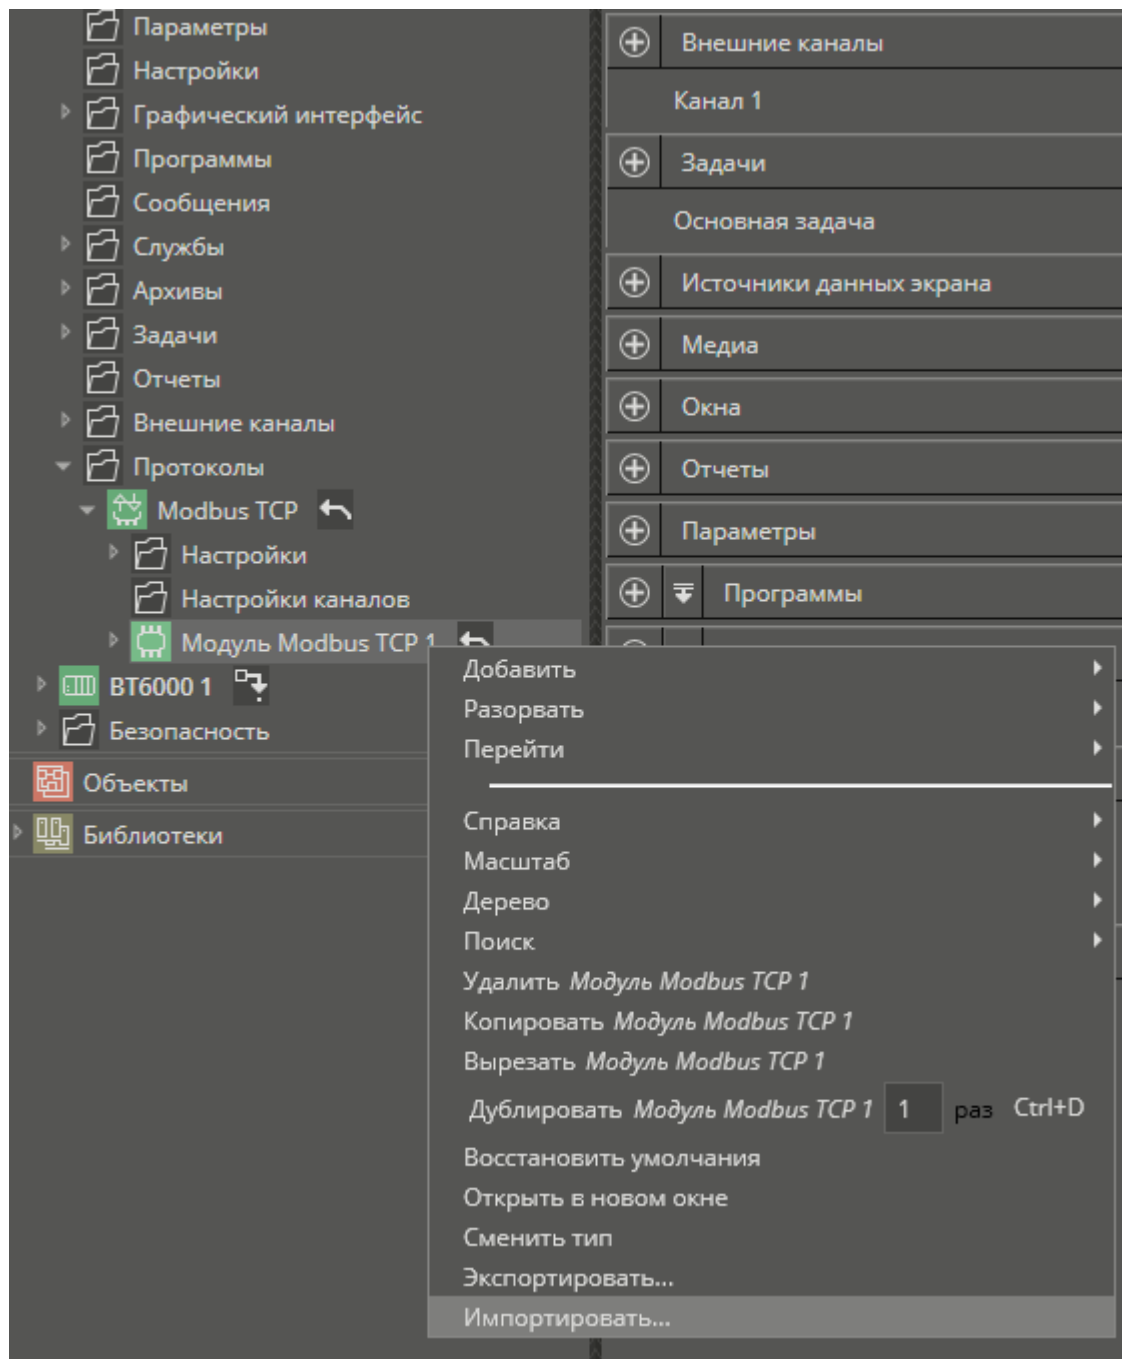 Параметры
Настройки
Графический интерфейс
Программы
Сообщения
Службы
Архивы
Задачи
Отчеты
Внешние каналы
Протоколы
Modbus TCP
Настройки
Настройки каналов
Модуль Modbus TCP 1
BT6000 1
Безопасность
Объекты
Библиотеки
Внешние каналы
Канал 1
Задачи
Основная задача
Источники данных экрана
Медиа
Окна
Отчеты
Параметры
Программы
Добавить
Разорвать
Перейти
Справка
Масштаб
Дерево
Поиск
Удалить Модуль Modbus TCP 1
Копировать Модуль Modbus TCP 1
Вырезать Модуль Modbus TCP 1
Дублировать Модуль Modbus TCP 1 1 раз Ctrl+D
Восстановить умолчания
Открыть в новом окне
Сменить тип
Экспортировать...
Импортировать...